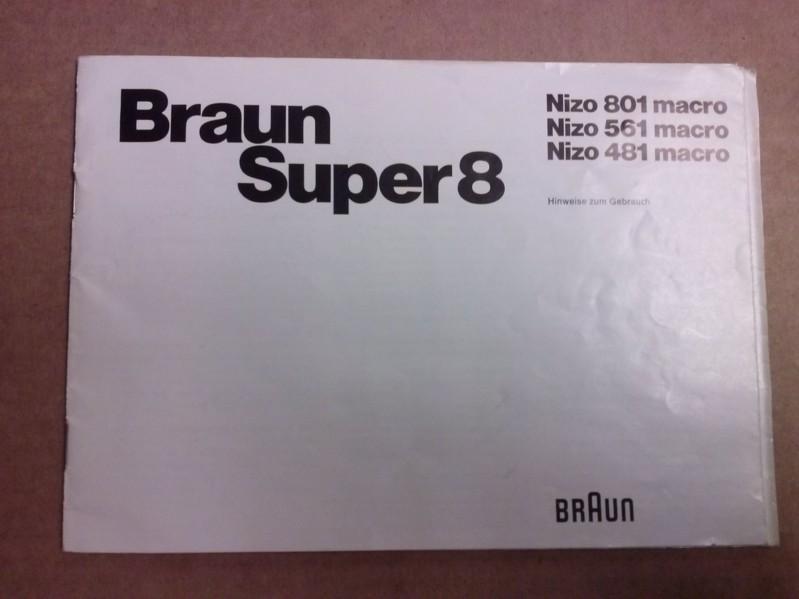 Braun
Super 8
Nizo 801 macro
Nizo 561 macro
Nizo 481 macro
Hinweise zum Gebrauch
BRAUN